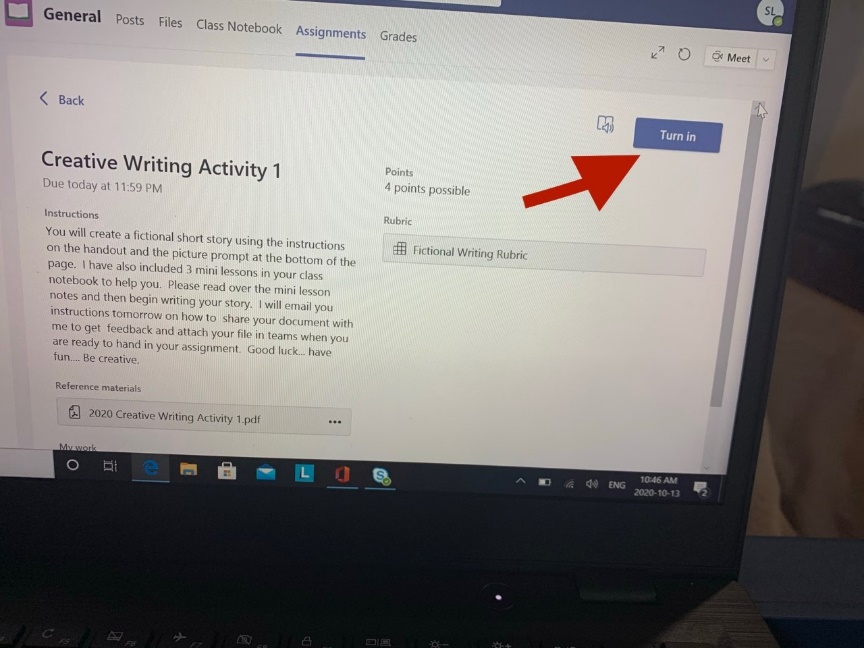 SL
General Posts Files Class Notebook Assignments Grades
Meet
Back
Turn in
Creative Writing Activity 1
Due today at 11:59 PM
Points
4 points possible
Instructions
You will create a fictional short story using the instructions
on the handout and the picture prompt at the bottom of the
page. I have also included 3 mini lessons in your class
notebook to help you. Please read over the mini lesson
notes and then begin writing your story. I will email you
instructions tomorrow on how to share your document with
me to get feedback and attach your file in teams when you
are ready to hand in your assignment. Good luck... have
fun.... Be creative.
Rubric
Fictional Writing Rubric
Reference materials
2020 Creative Writing Activity 1.pdf
My work
L
S
ENG
10:46 AM
2020-10-13
2